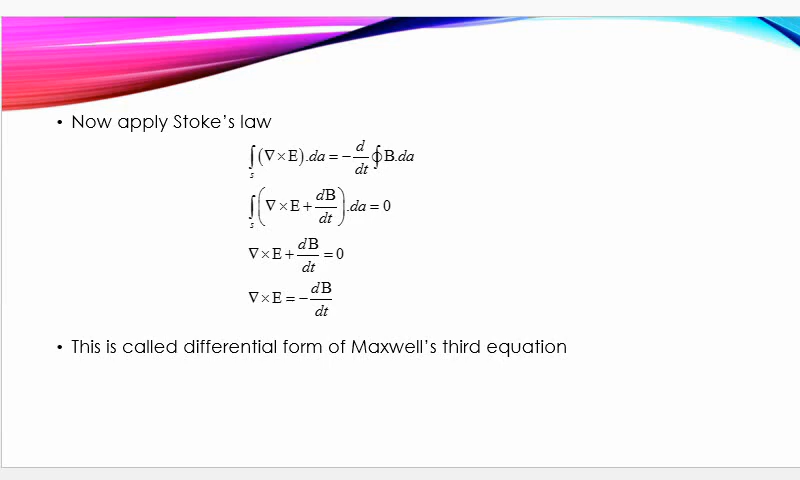 • Now apply Stoke's law
∫ₛ(∇×E).da = −d/dt ∮B.da
∫ₛ(∇×E+dB/dt).da = 0
∇×E+dB/dt = 0
∇×E = −dB/dt
• This is called differential form of Maxwell's third equation